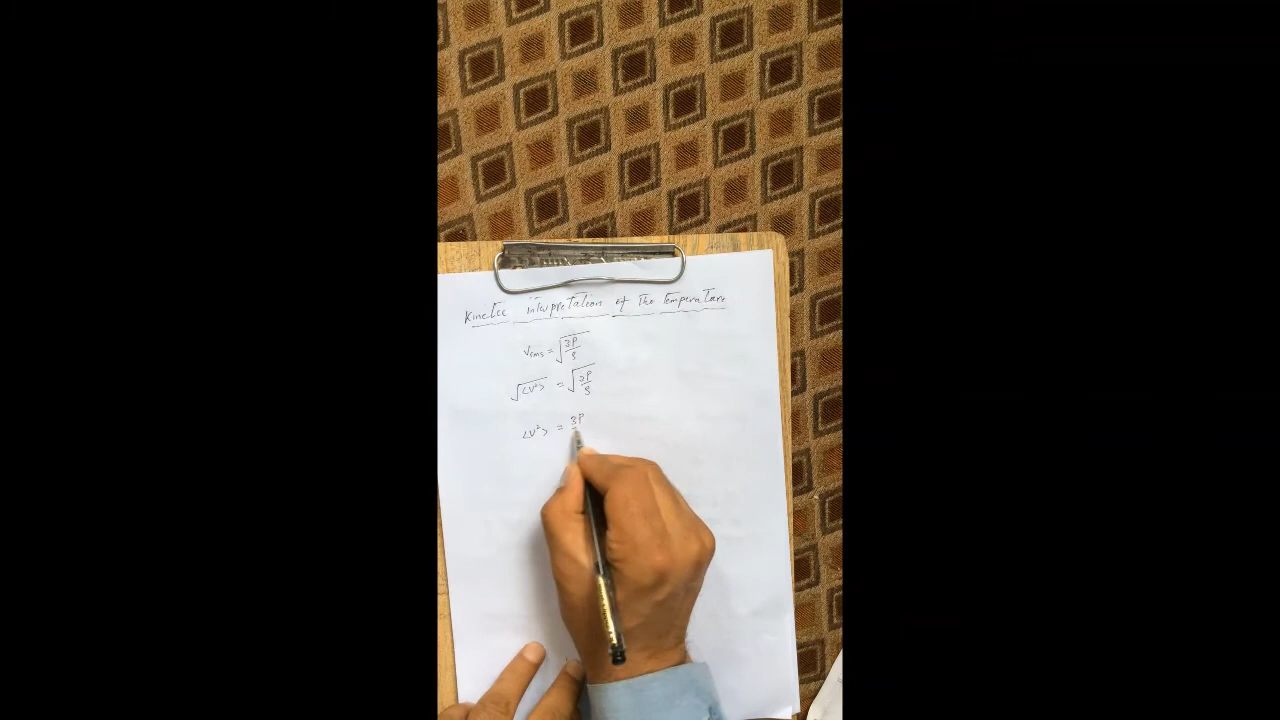 Kinetic interpretation of the Temperature
Vrms = √(3P/ρ)
√<V²> = √(3P/ρ)
<V²> = 3P